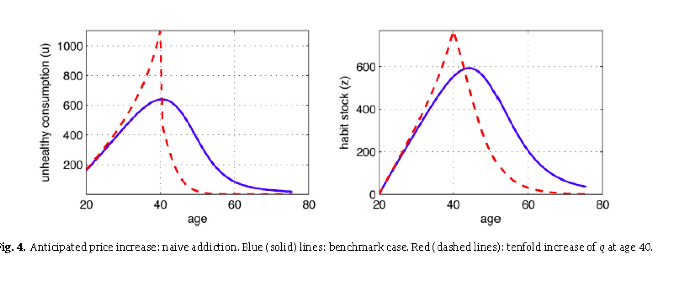 unhealthy consumption (u)
1000
800
600
400
200
20 40 60 80
age
habit stock (z)
600
400
200
0
20 40 60 80
age
ig. 4. Anticipated price increase: naive addiction. Blue (solid) lines: benchmark case. Red (dashed lines): tenfold increase of q at age 40.